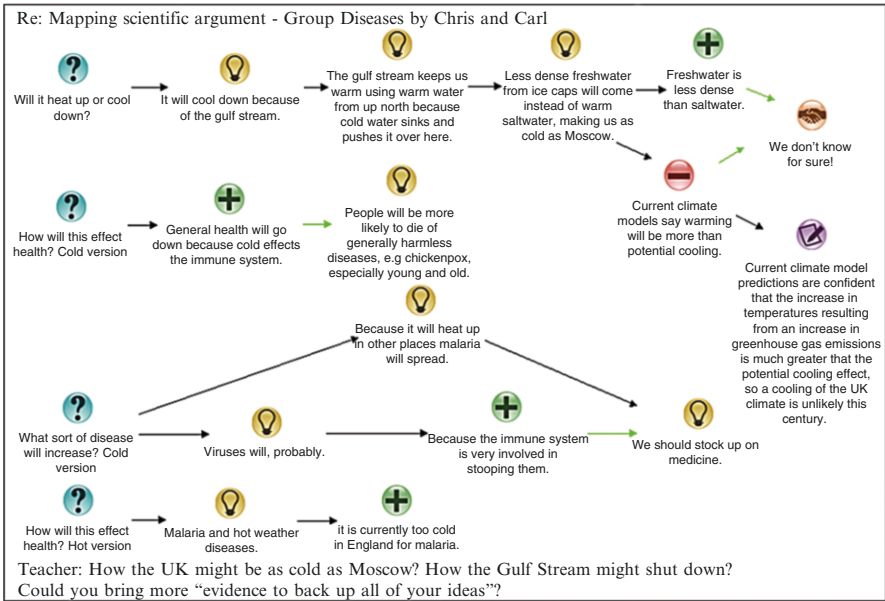 Re: Mapping scientific argument - Group Diseases by Chris and Carl
Will it heat up or cool
down?
It will cool down because
of the gulf stream.
The gulf stream keeps us
warm using warm water
from up north because
cold water sinks and
pushes it over here.
Less dense freshwater
from ice caps will come
instead of warm
saltwater, making us as
cold as Moscow.
Freshwater is
less dense
than saltwater.
We don't know
for sure!
Current climate
models say warming
will be more than
potential cooling.
Current climate model
predictions are confident
that the increase in
temperatures resulting
from an increase in
greenhouse gas emissions
is much greater that the
potential cooling effect,
so a cooling of the UK
climate is unlikely this
century.
How will this effect
health? Cold version
General health will go
down because cold effects
the immune system.
People will be more
likely to die of
generally harmless
diseases, e.g chickenpox,
especially young and old.
Because it will heat up
in other places malaria
will spread.
What sort of disease
will increase? Cold
version
Viruses will, probably.
Because the immune system
is very involved in
stooping them.
We should stock up on
medicine.
How will this effect
health? Hot version
Malaria and hot weather
diseases.
it is currently too cold
in England for malaria.
Teacher: How the UK might be as cold as Moscow? How the Gulf Stream might shut down?
Could you bring more “evidence to back up all of your ideas”?